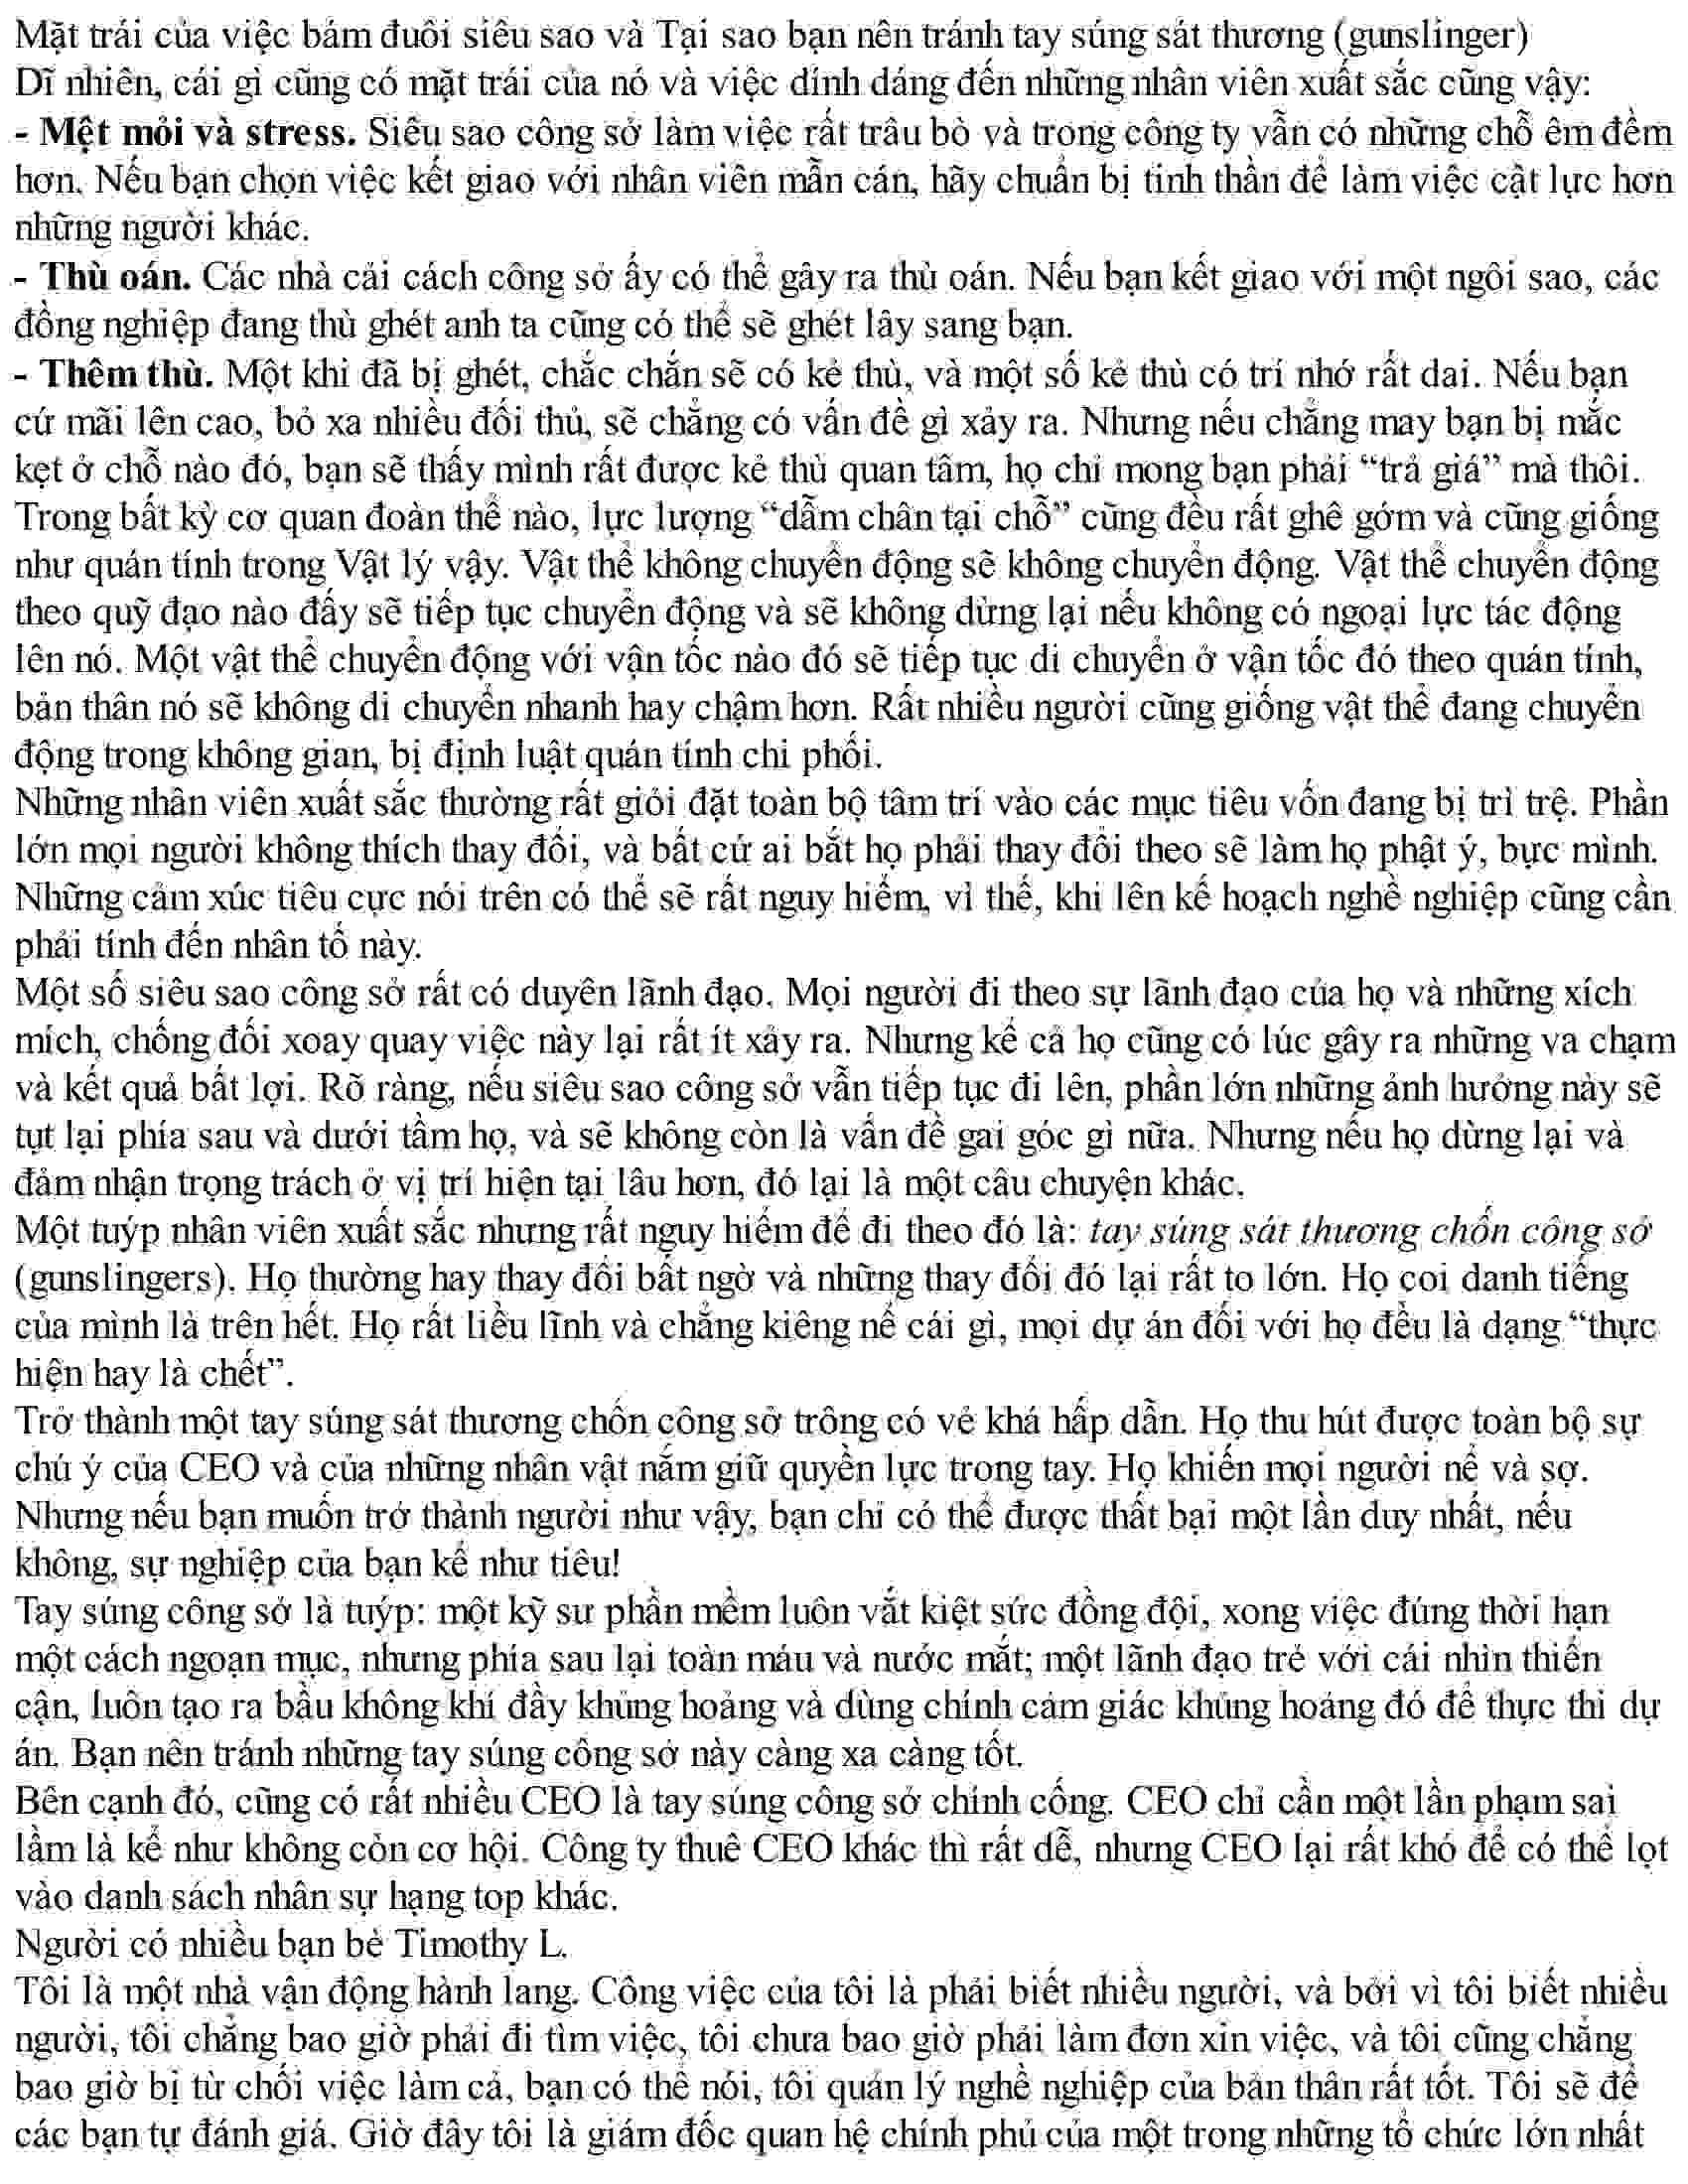 Mặt trái của việc bám đuôi siêu sao và Tại sao bạn nên tránh tay súng sát thương (gunslinger)
Dĩ nhiên, cái gì cũng có mặt trái của nó và việc dính dáng đến những nhân viên xuất sắc cũng vậy:
- Mệt mỏi và stress. Siêu sao công sở làm việc rất trâu bò và trong công ty vẫn có những chỗ êm đềm
hơn. Nếu bạn chọn việc kết giao với nhân viên mẫn cán, hãy chuẩn bị tinh thần để làm việc cật lực hơn
những người khác.
- Thù oán. Các nhà cải cách công sở ấy có thể gây ra thù oán. Nếu bạn kết giao với một ngôi sao, các
đồng nghiệp đang thù ghét anh ta cũng có thể sẽ ghét lây sang bạn.
- Thêm thù. Một khi đã bị ghét, chắc chắn sẽ có kẻ thù, và một số kẻ thù có trí nhớ rất dai. Nếu bạn
cứ mãi lên cao, bỏ xa nhiều đối thủ, sẽ chẳng có vấn đề gì xảy ra. Nhưng nếu chẳng may bạn bị mắc
kẹt ở chỗ nào đó, bạn sẽ thấy mình rất được kẻ thù quan tâm, họ chỉ mong bạn phải “trả giá” mà thôi.
Trong bất kỳ cơ quan đoàn thể nào, lực lượng “dẫm chân tại chỗ” cũng đều rất ghê gớm và cũng giống
như quán tính trong Vật lý vậy. Vật thể không chuyển động sẽ không chuyển động. Vật thể chuyển động
theo quỹ đạo nào đấy sẽ tiếp tục chuyển động và sẽ không dừng lại nếu không có ngoại lực tác động
lên nó. Một vật thể chuyển động với vận tốc nào đó sẽ tiếp tục di chuyển ở vận tốc đó theo quán tính,
bản thân nó sẽ không di chuyển nhanh hay chậm hơn. Rất nhiều người cũng giống vật thể đang chuyển
động trong không gian, bị định luật quán tính chi phối.
Những nhân viên xuất sắc thường rất giỏi đặt toàn bộ tâm trí vào các mục tiêu vốn đang bị trì trệ. Phần
lớn mọi người không thích thay đổi, và bất cứ ai bắt họ phải thay đổi theo sẽ làm họ phật ý, bực mình.
Những cảm xúc tiêu cực nói trên có thể sẽ rất nguy hiểm, vì thế, khi lên kế hoạch nghề nghiệp cũng cần
phải tính đến nhân tố này.
Một số siêu sao công sở rất có duyên lãnh đạo. Mọi người đi theo sự lãnh đạo của họ và những xích
mích, chống đối xoay quay việc này lại rất ít xảy ra. Nhưng kể cả họ cũng có lúc gây ra những va chạm
và kết quả bất lợi. Rõ ràng, nếu siêu sao công sở vẫn tiếp tục đi lên, phần lớn những ảnh hưởng này sẽ
tụt lại phía sau và dưới tầm họ, và sẽ không còn là vấn đề gai góc gì nữa. Nhưng nếu họ dừng lại và
đảm nhận trọng trách ở vị trí hiện tại lâu hơn, đó lại là một câu chuyện khác.
Một tuýp nhân viên xuất sắc nhưng rất nguy hiểm để đi theo đó là: tay súng sát thương chốn công sở
(gunslingers). Họ thường hay thay đổi bất ngờ và những thay đổi đó lại rất to lớn. Họ coi danh tiếng
của mình là trên hết. Họ rất liều lĩnh và chẳng kiêng nể cái gì, mọi dự án đối với họ đều là dạng “thực
hiện hay là chết”.
Trở thành một tay súng sát thương chốn công sở trông có vẻ khá hấp dẫn. Họ thu hút được toàn bộ sự
chú ý của CEO và của những nhân vật nắm giữ quyền lực trong tay. Họ khiến mọi người nể và sợ.
Nhưng nếu bạn muốn trở thành người như vậy, bạn chỉ có thể được thất bại một lần duy nhất, nếu
không, sự nghiệp của bạn kể như tiêu!
Tay súng công sở là tuýp: một kỹ sư phần mềm luôn vắt kiệt sức đồng đội, xong việc đúng thời hạn
một cách ngoạn mục, nhưng phía sau lại toàn máu và nước mắt; một lãnh đạo trẻ với cái nhìn thiển
cận, luôn tạo ra bầu không khí đầy khủng hoảng và dùng chính cảm giác khủng hoảng đó để thực thi dự
án. Bạn nên tránh những tay súng công sở này càng xa càng tốt.
Bên cạnh đó, cũng có rất nhiều CEO là tay súng công sở chính cống. CEO chỉ cần một lần phạm sai
lầm là kể như không còn cơ hội. Công ty thuê CEO khác thì rất dễ, nhưng CEO lại rất khó để có thể lọt
vào danh sách nhân sự hạng top khác.
Người có nhiều bạn bè Timothy L.
Tôi là một nhà vận động hành lang. Công việc của tôi là phải biết nhiều người, và bởi vì tôi biết nhiều
người, tôi chẳng bao giờ phải đi tìm việc, tôi chưa bao giờ phải làm đơn xin việc, và tôi cũng chẳng
bao giờ bị từ chối việc làm cả, bạn có thể nói, tôi quản lý nghề nghiệp của bản thân rất tốt. Tôi sẽ để
các bạn tự đánh giá. Giờ đây tôi là giám đốc quan hệ chính phủ của một trong những tổ chức lớn nhất